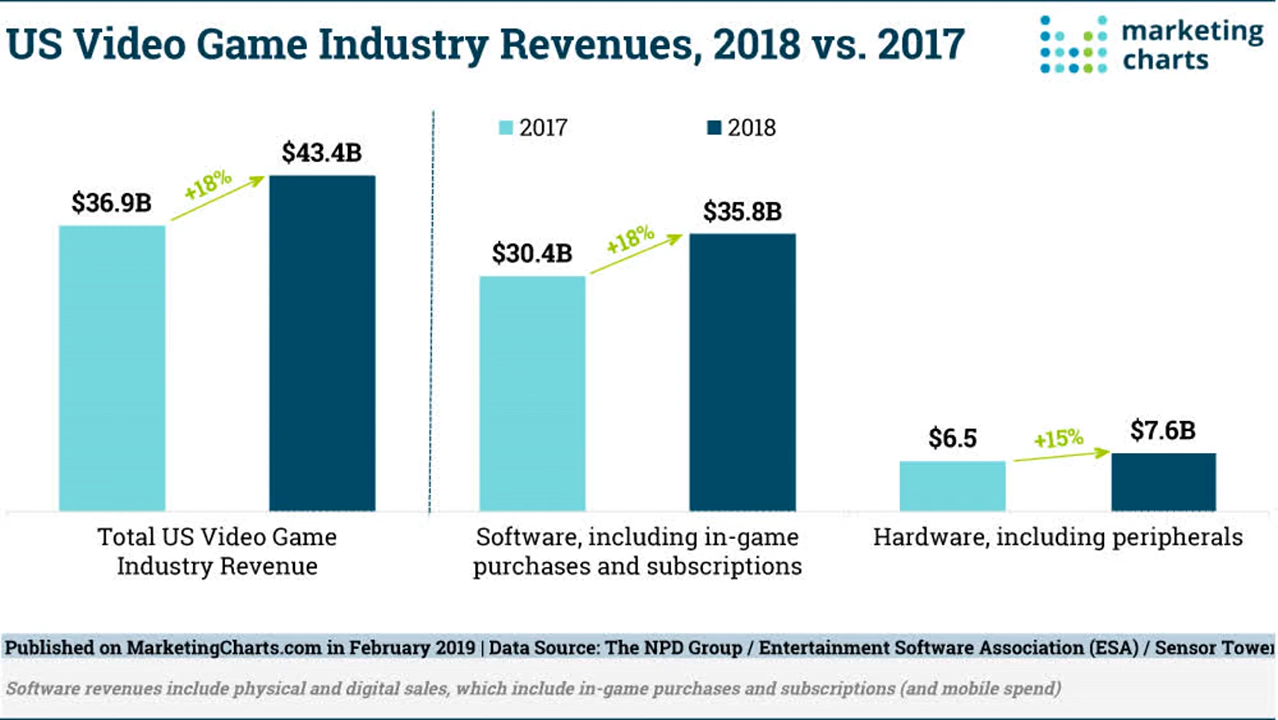 US Video Game Industry Revenues, 2018 vs. 2017
marketing
charts
2017
2018
$36.9B
+18%
$43.4B
$30.4B
+18%
$35.8B
$6.5
+15%
$7.6B
Total US Video Game
Industry Revenue
Software, including in-game
purchases and subscriptions
Hardware, including peripherals
Published on MarketingCharts.com in February 2019 | Data Source: The NPD Group / Entertainment Software Association (ESA) / Sensor Tower
Software revenues include physical and digital sales, which include in-game purchases and subscriptions (and mobile spend)